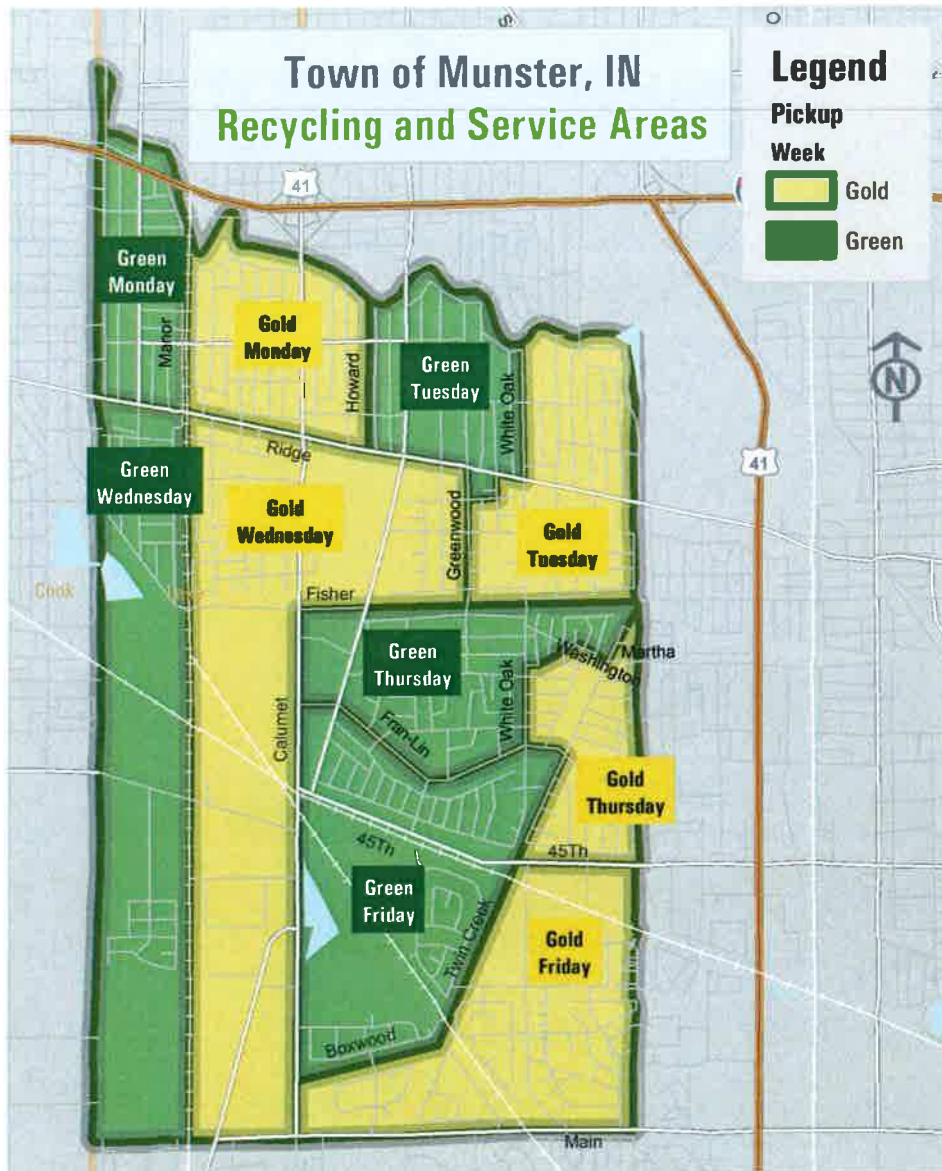 Town of Munster, IN
Recycling and Service Areas
Legend
Pickup
Week
Gold
Green
41
Green
Monday
Gold
Monday
Manor
Howard
Green
Tuesday
White Oak
Ridge
41
Green
Wednesday
Gold
Wednesday
Greenwood
Gold
Tuesday
N
Cook
Fisher
Green
Thursday
White Oak
Washington
Martha
Calumet
Fran-Lin
Gold
Thursday
45Th
45Th
Green
Friday
Twin Creek
Gold
Friday
Boxwood
Main